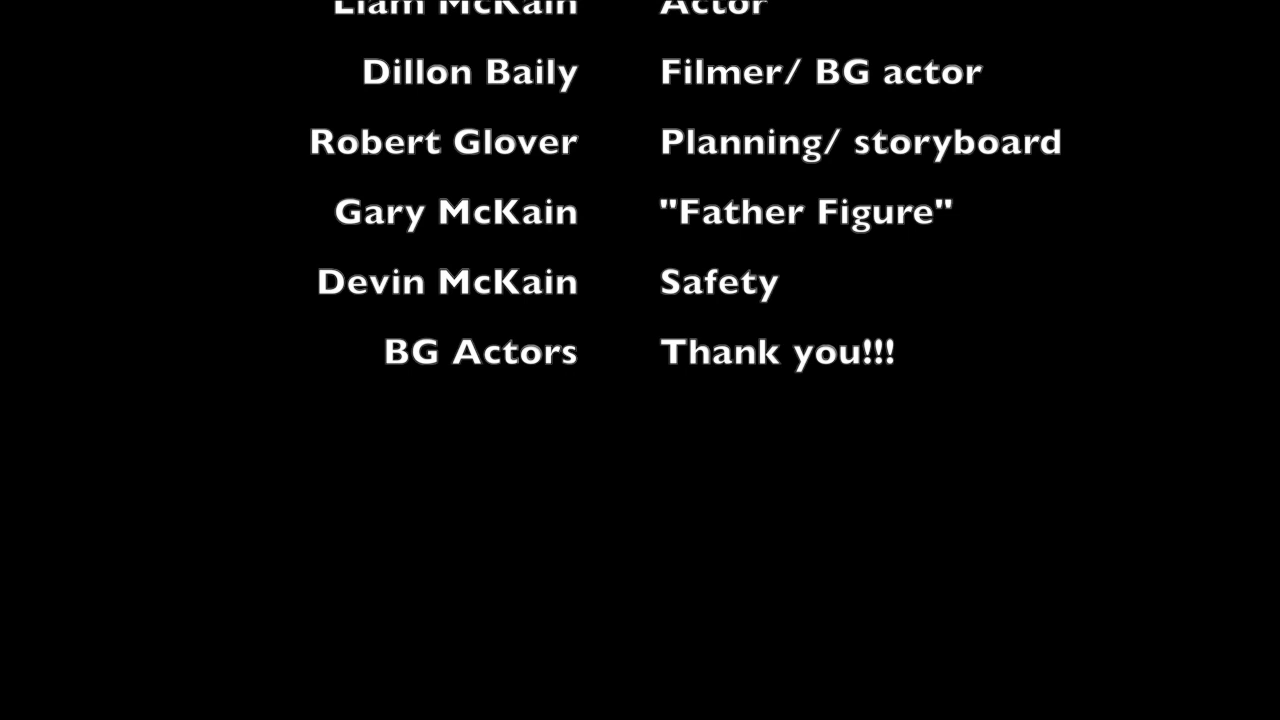 Liam McKain Actor
Dillon Baily Filmer/ BG actor
Robert Glover Planning/ storyboard
Gary McKain "Father Figure"
Devin McKain Safety
BG Actors Thank you!!!